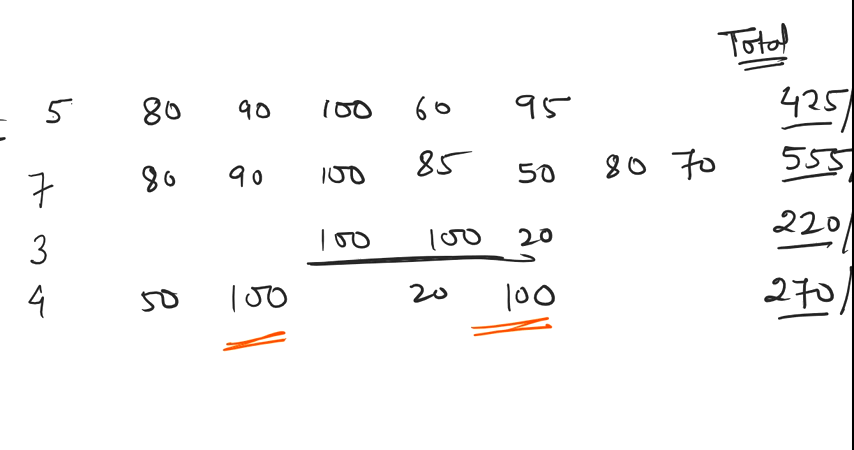 Total
5 80 90 100 60 95 425/
7 80 90 100 85 50 80 70 555/
3 100 100 20 220/
4 50 100 20 100 270/